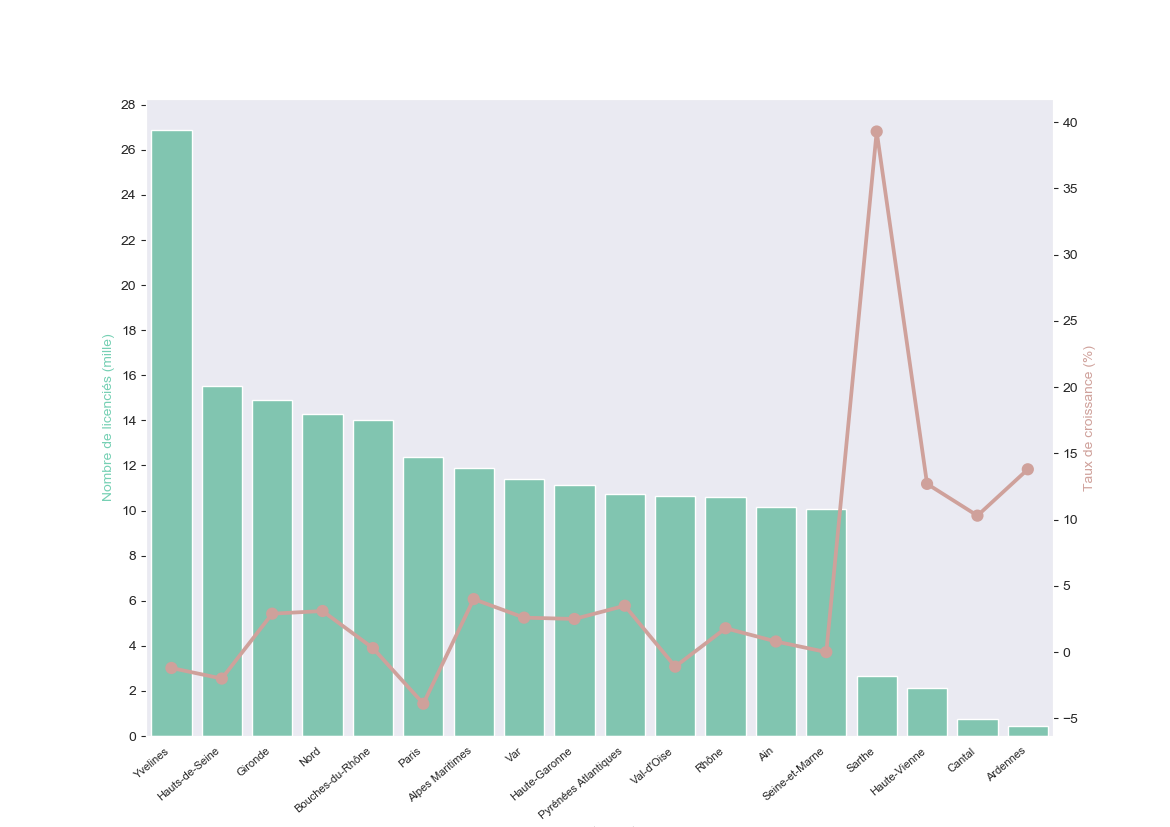 28
26
24
22
20
18
16
14
12
10
8
6
4
2
0
Nombre de licenciés (mille)
40
35
30
25
20
15
10
5
0
−5
Taux de croissance (%)
Yvelines
Hauts-de-Seine
Gironde
Nord
Bouches-du-Rhône
Paris
Alpes Maritimes
Var
Haute-Garonne
Pyrénées Atlantiques
Val-d'Oise
Rhône
Ain
Seine-et-Marne
Sarthe
Haute-Vienne
Cantal
Ardennes